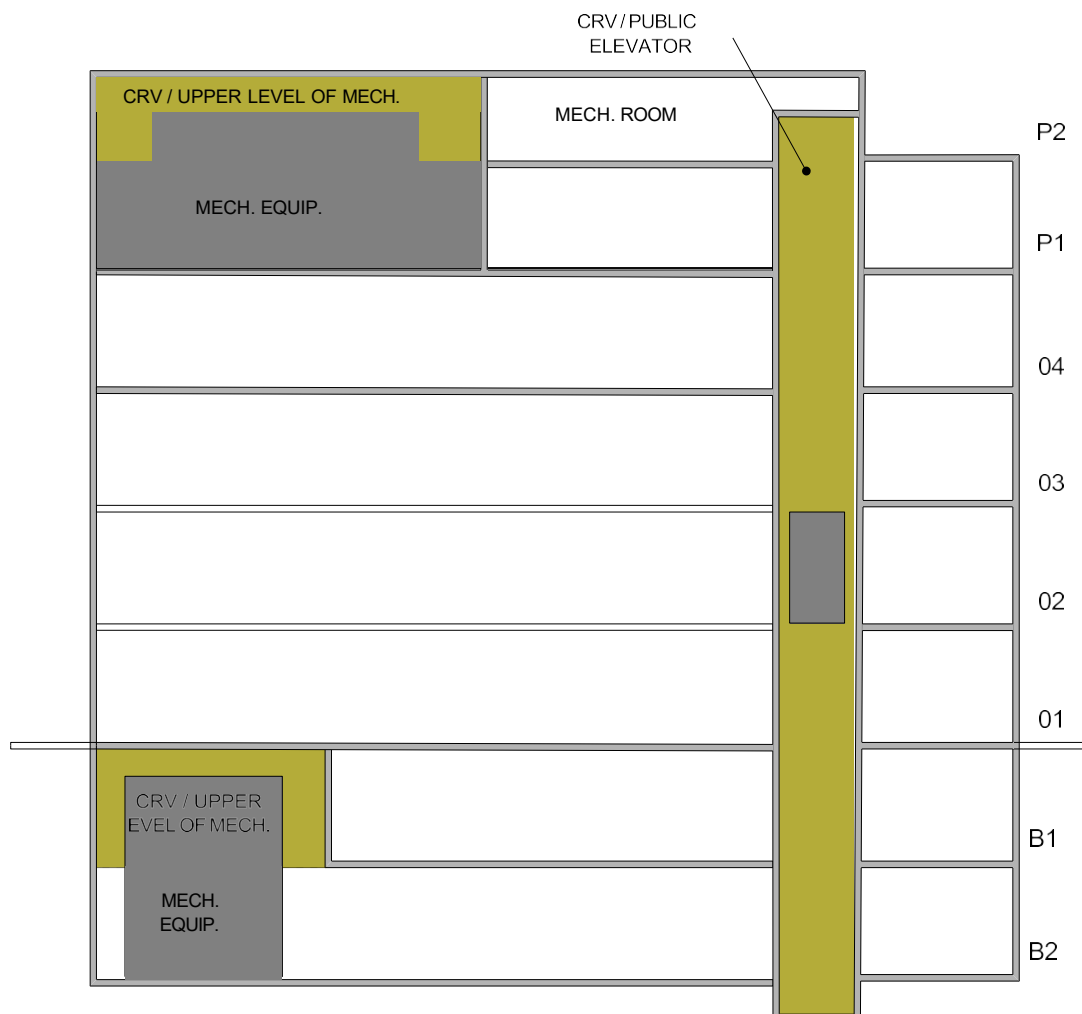 CRV / PUBLIC
ELEVATOR
CRV / UPPER LEVEL OF MECH.
MECH. ROOM
P2
MECH. EQUIP.
P1
04
03
02
01
CRV / UPPER
EVEL OF MECH.
B1
MECH.
EQUIP.
B2